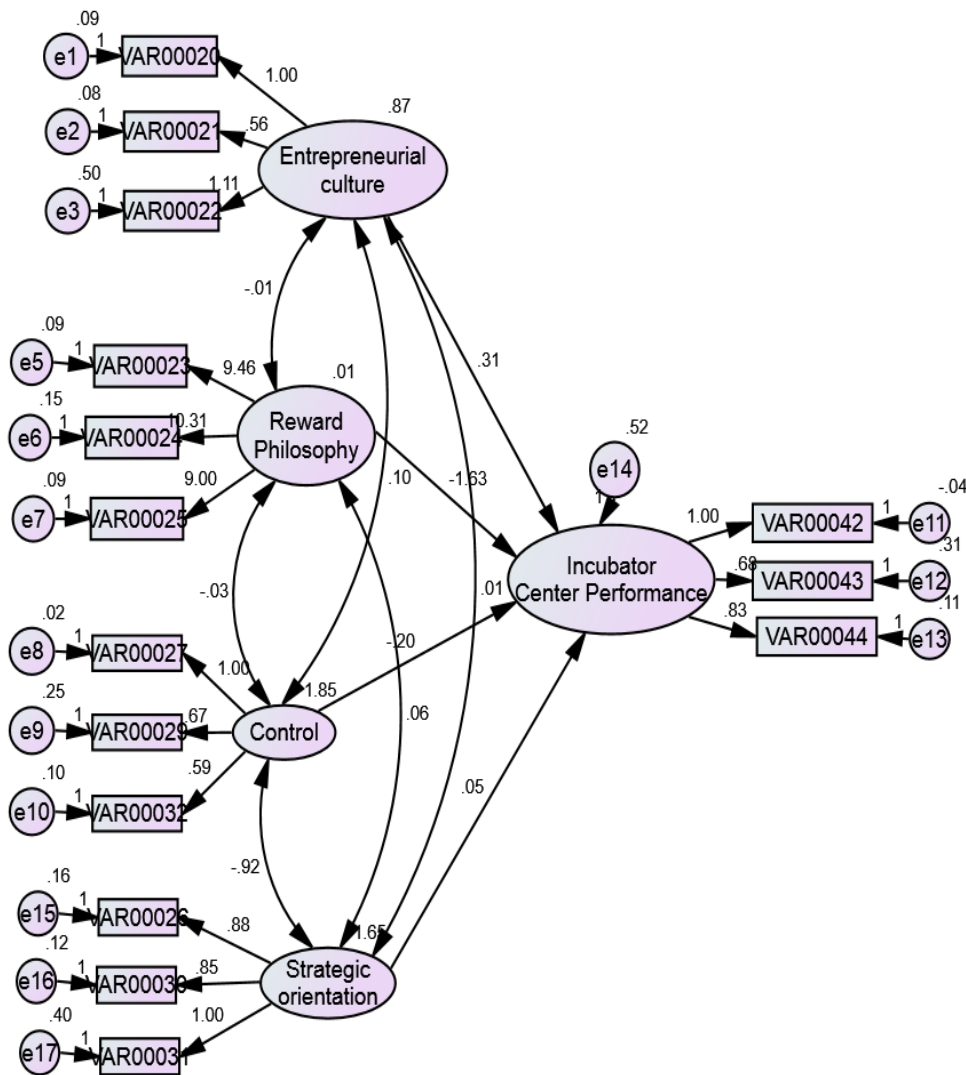 .09
e1
1
VAR00020
1.00
.08
e2
1
VAR00021
.56
.87
Entrepreneurial
culture
.50
e3
1
VAR00022
1.11
-.01
.09
e5
1
VAR00023
9.46
.01
.31
.15
e6
1
VAR00024
10.31
Reward
Philosophy
.09
e7
1
VAR00025
9.00
.10
-1.63
.52
e14
1
1.00
VAR00042
1
-.04
e11
Incubator
Center Performance
.68
VAR00043
1
.31
e12
.83
VAR00044
1
.11
e13
-.03
.01
-.20
.02
e8
1
VAR00027
1.00
1.85
.25
e9
1
VAR00029
.67
Control
.06
.10
e10
1
VAR00032
.59
.05
-.92
.16
e15
1
VAR00026
.88
1.65
.12
e16
1
VAR00030
.85
Strategic
orientation
.40
e17
1
VAR00031
1.00